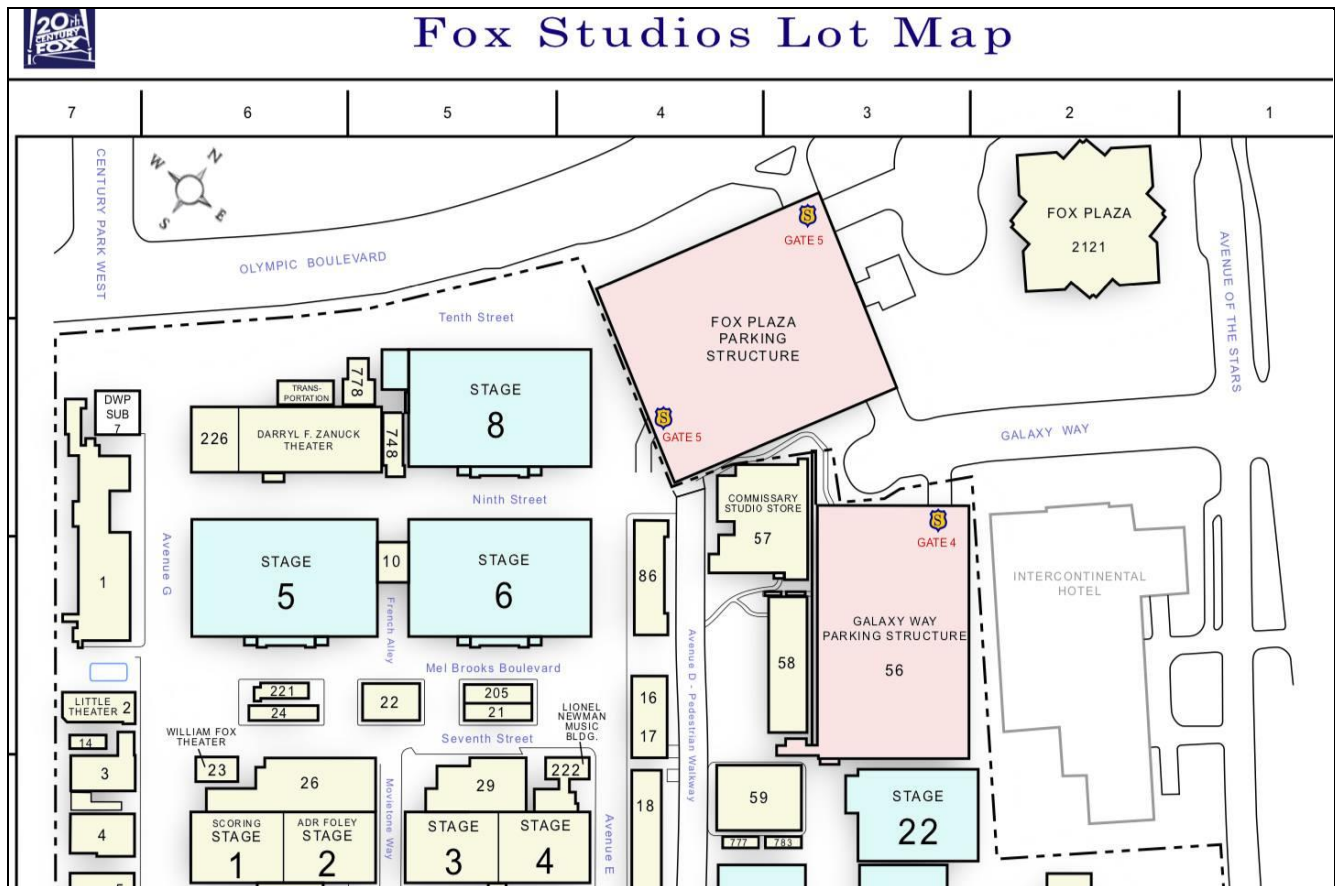 20th
CENTURY
FOX
Fox Studios Lot Map
7
6
5
4
3
2
1
CENTURY PARK WEST
W
N
S
E
OLYMPIC BOULEVARD
GATE 5
FOX PLAZA
2121
AVENUE OF THE STARS
Tenth Street
FOX PLAZA
PARKING
STRUCTURE
GATE 5
GALAXY WAY
DWP
SUB
7
TRANS-
PORTATION
778
226
DARRYL F. ZANUCK
THEATER
748
STAGE
8
Ninth Street
COMMISSARY
STUDIO STORE
57
GATE 4
1
Avenue G
STAGE
5
10
STAGE
6
86
French Alley
INTERCONTINENTAL
HOTEL
GALAXY WAY
PARKING STRUCTURE
56
58
Avenue D - Pedestrian Walkway
Mel Brooks Boulevard
LITTLE
THEATER 2
221
24
22
205
21
16
17
LIONEL
NEWMAN
MUSIC
BLDG.
WILLIAM FOX
THEATER
Seventh Street
14
3
23
26
29
222
4
SCORING
STAGE
1
ADR FOLEY
STAGE
2
Movietone Way
STAGE
3
STAGE
4
Avenue E
18
59
777
783
STAGE
22